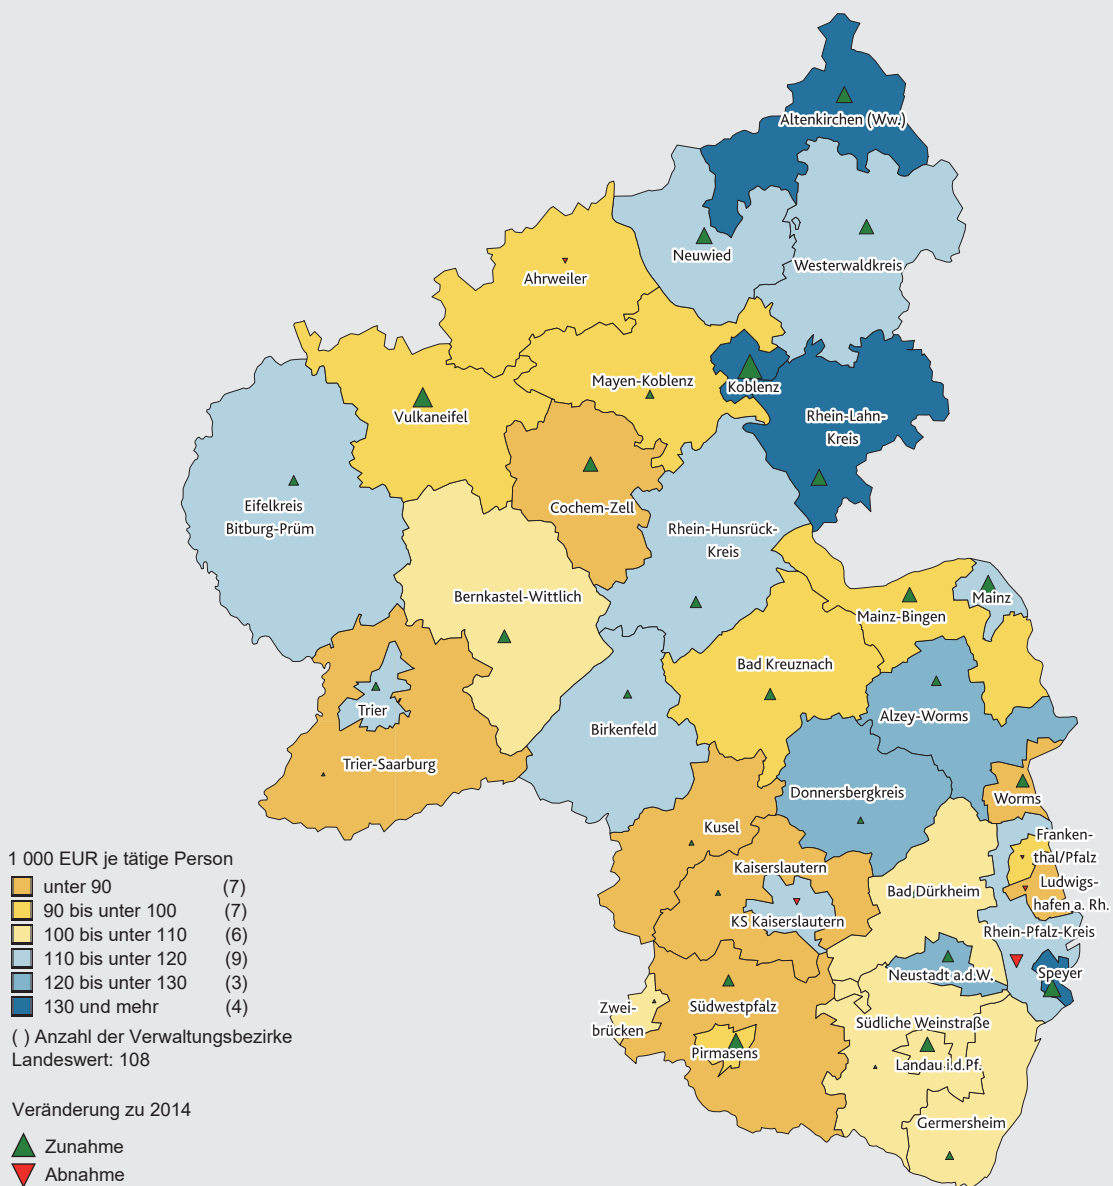 Altenkirchen (Ww.)
Neuwied
Westerwaldkreis
Ahrweiler
Mayen-Koblenz
Koblenz
Vulkaneifel
Rhein-Lahn-
Kreis
Cochem-Zell
Eifelkreis
Bitburg-Prüm
Rhein-Hunsrück-
Kreis
Bernkastel-Wittlich
Mainz
Mainz-Bingen
Bad Kreuznach
Trier
Alzey-Worms
Birkenfeld
Trier-Saarburg
Donnersbergkreis
Worms
Kusel
Franken-
thal/Pfalz
Kaiserslautern
Ludwigs-
hafen a. Rh.
Bad Dürkheim
KS Kaiserslautern
Rhein-Pfalz-Kreis
Neustadt a.d.W.
Speyer
Zwei-
brücken
Südwestpfalz
Südliche Weinstraße
Pirmasens
Landau i.d.Pf.
Germersheim
1 000 EUR je tätige Person
unter 90 (7)
90 bis unter 100 (7)
100 bis unter 110 (6)
110 bis unter 120 (9)
120 bis unter 130 (3)
130 und mehr (4)
( ) Anzahl der Verwaltungsbezirke
Landeswert: 108
Veränderung zu 2014
Zunahme
Abnahme